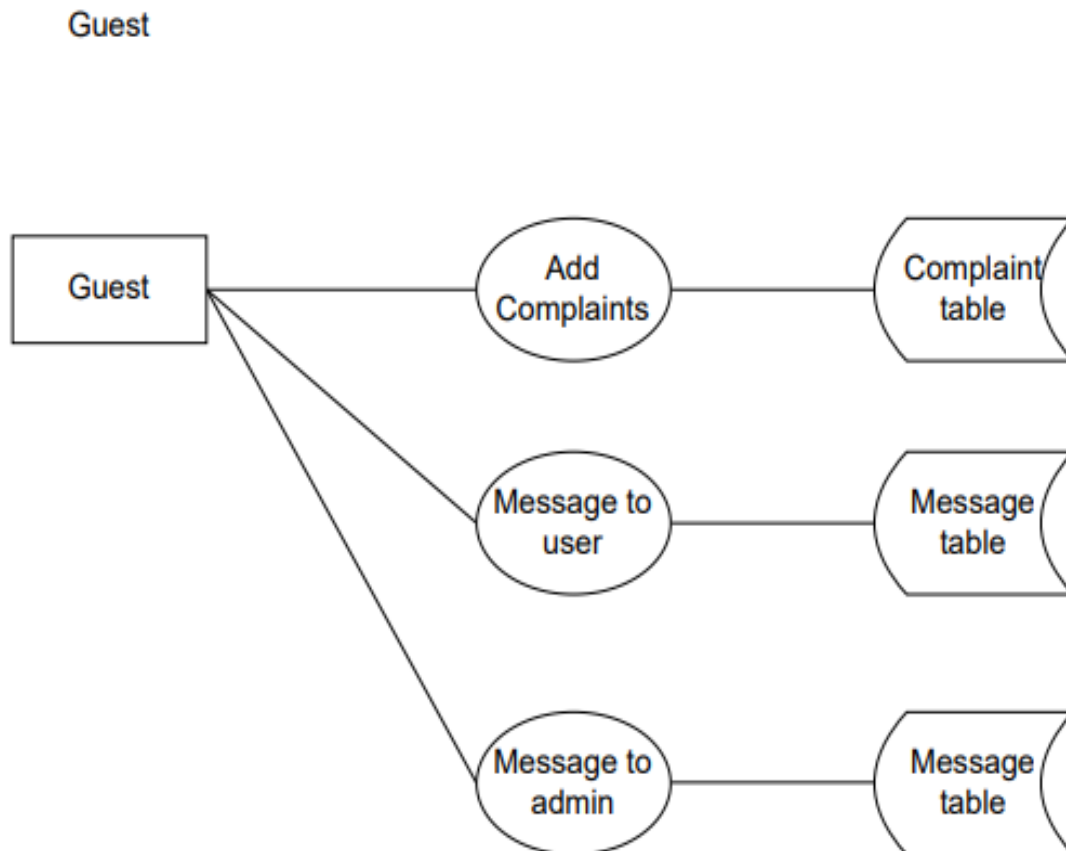 Guest
Guest
Add
Complaints
Complaint
table
Message to
user
Message
table
Message to
admin
Message
table